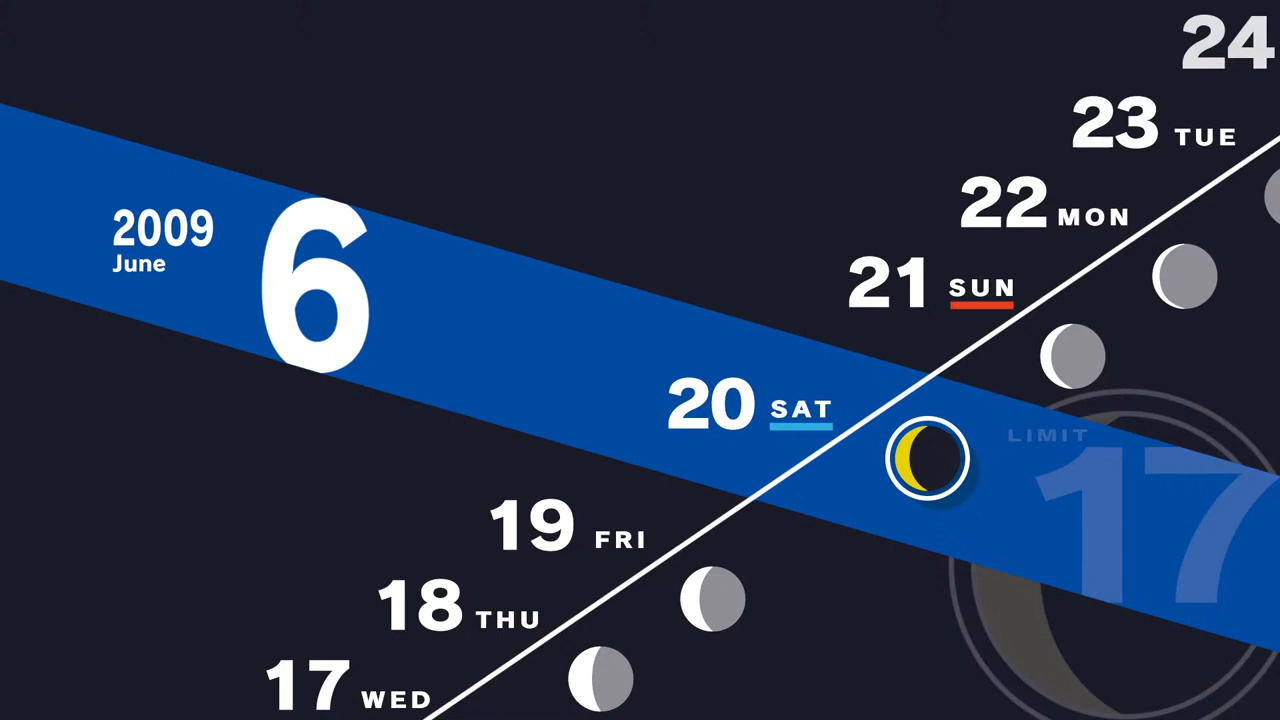 24
23 TUE
22 MON
21 SUN
2009
June
6
20 SAT
LIMIT
17
19 FRI
18 THU
17 WED